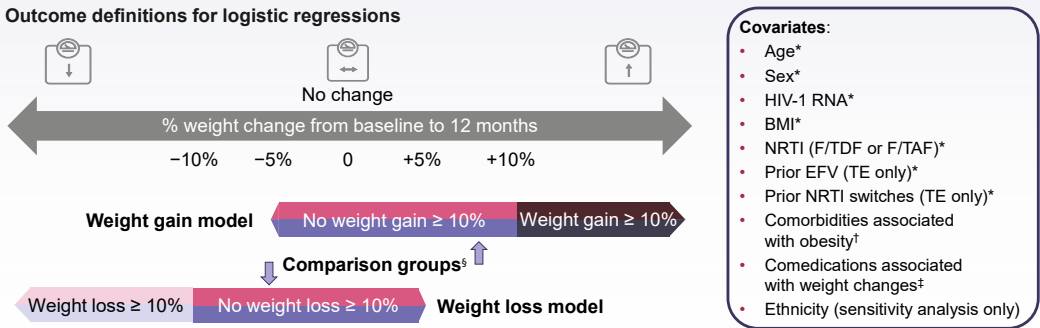 Outcome definitions for logistic regressions
No change
% weight change from baseline to 12 months
−10% −5% 0 +5% +10%
Weight gain model
No weight gain ≥ 10%
Weight gain ≥ 10%
Comparison groups§
Weight loss ≥ 10%
No weight loss ≥ 10%
Weight loss model
Covariates:
• Age*
• Sex*
• HIV-1 RNA*
• BMI*
• NRTI (F/TDF or F/TAF)*
• Prior EFV (TE only)*
• Prior NRTI switches (TE only)*
• Comorbidities associated
with obesity†
• Comedications associated
with weight changes‡
• Ethnicity (sensitivity analysis only)